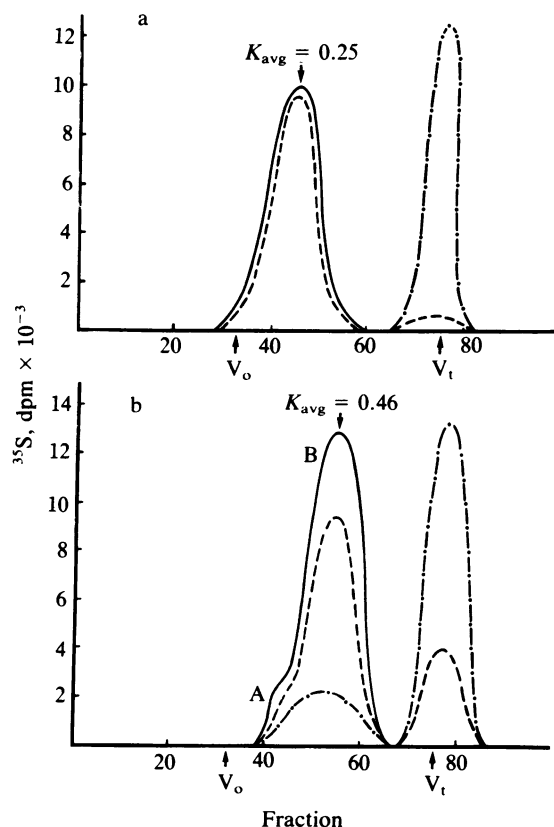 a
12
10
8
6
4
2
K_avg = 0.25
20 40 60 80
V_o V_t
³⁵S, dpm × 10⁻³
b
14
12
10
8
6
4
2
K_avg = 0.46
B
A
20 40 60 80
V_o V_t
Fraction